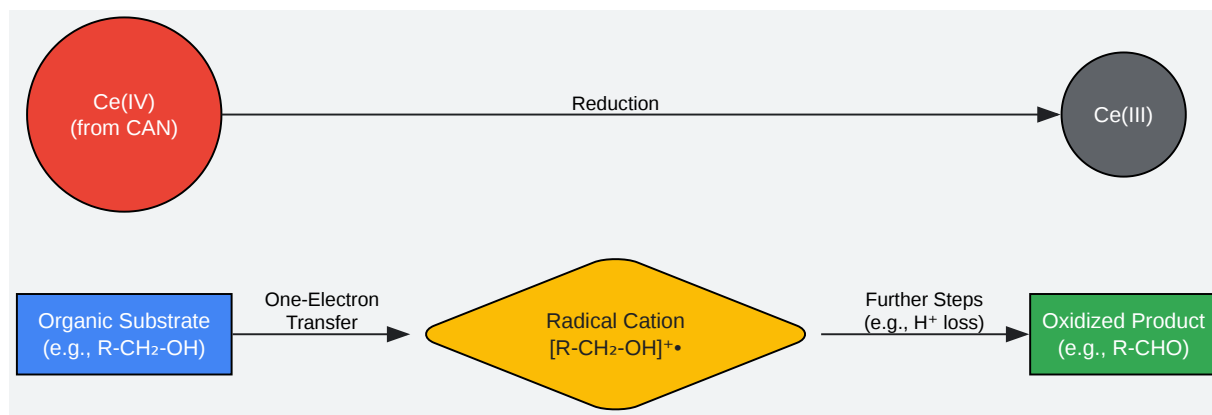 Ce(IV)
(from CAN)
Reduction
Ce(III)
Organic Substrate
(e.g., R-CH₂-OH)
One-Electron
Transfer
Radical Cation
[R-CH₂-OH]⁺•
Further Steps
(e.g., H⁺ loss)
Oxidized Product
(e.g., R-CHO)